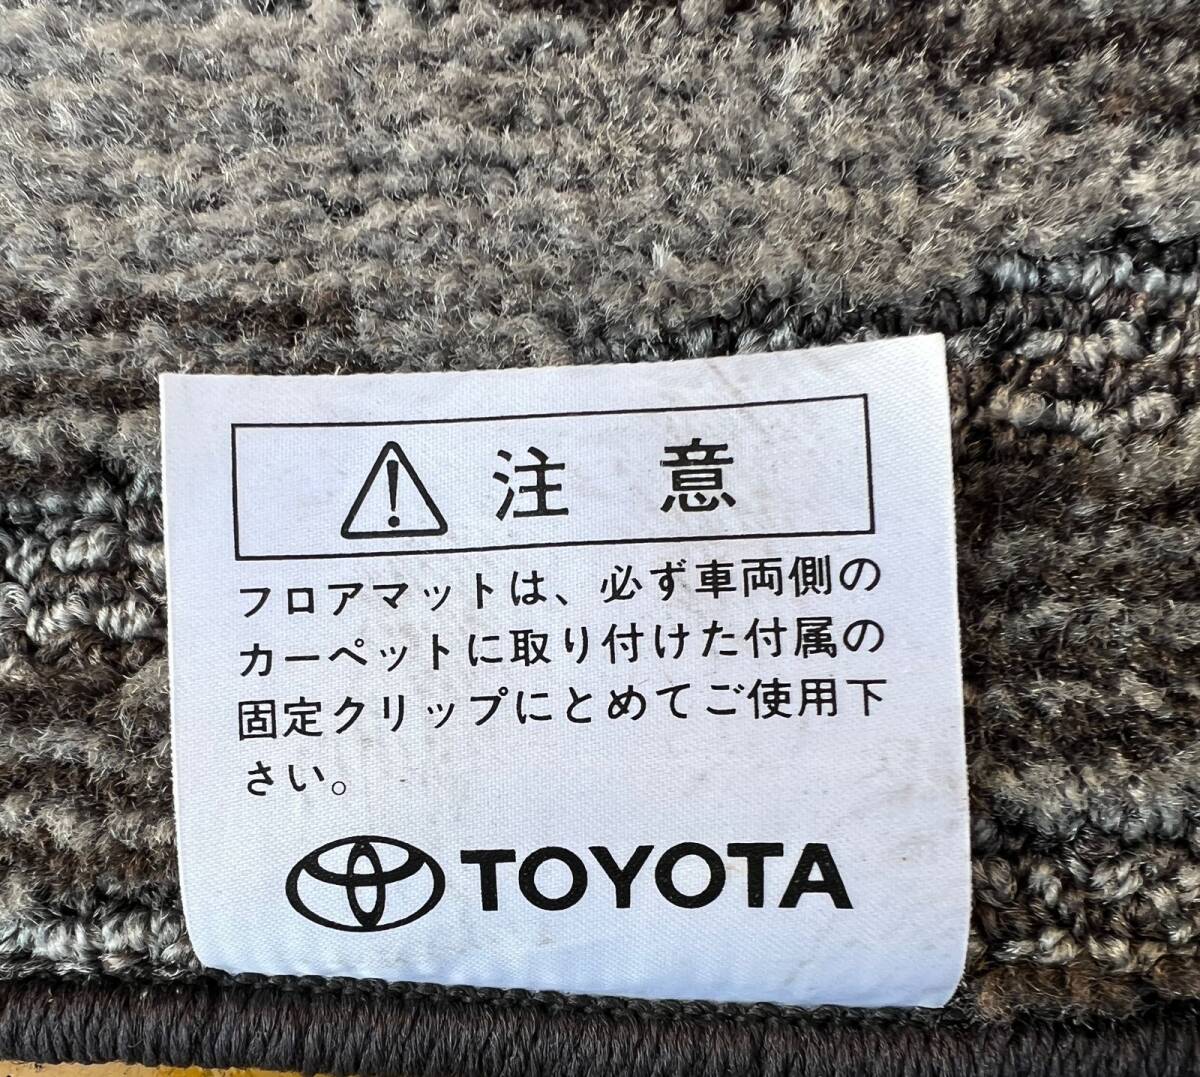 注意
フロアマットは、必ず車両側の
カーペットに取り付けた付属の
固定クリップにとめてご使用下
さい。
TOYOTA